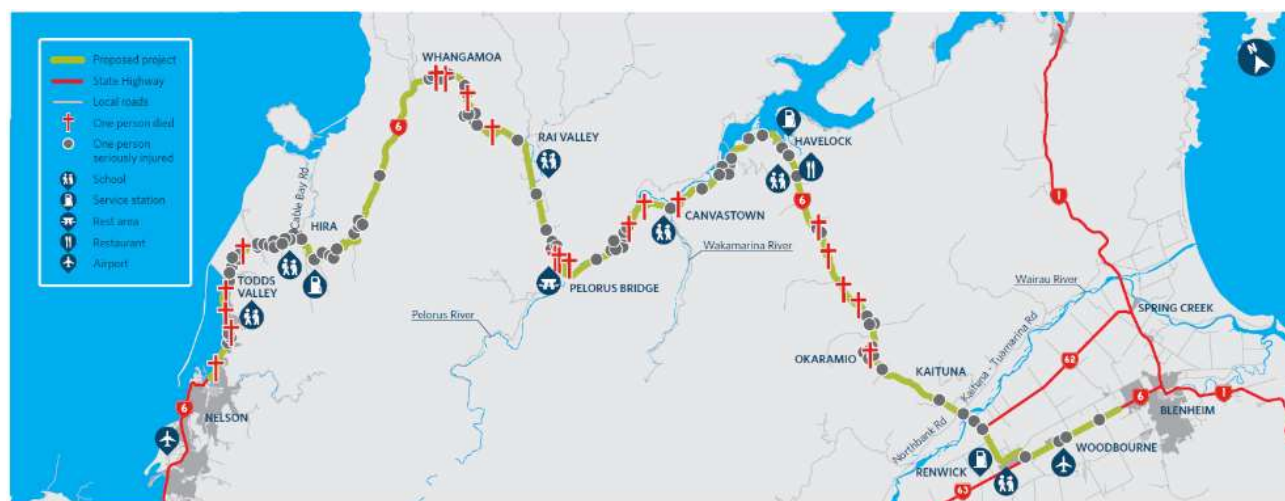 Proposed project
State Highway
Local roads
One person died
One person
seriously injured
School
Service station
Rest area
Restaurant
Airport
N
WHANGAMOA
6
RAI VALLEY
Cable Bay Rd
HIRA
TODDS
VALLEY
Pelorus River
PELORUS BRIDGE
NELSON
6
HAVELOCK
6
CANVASTOWN
Wakamarina River
OKARAMIO
KAITUNA
Kaituna - Tuamarina Rd
Northbank Rd
Wairau River
SPRING CREEK
1
62
6
1
BLENHEIM
WOODBOURNE
RENWICK
63